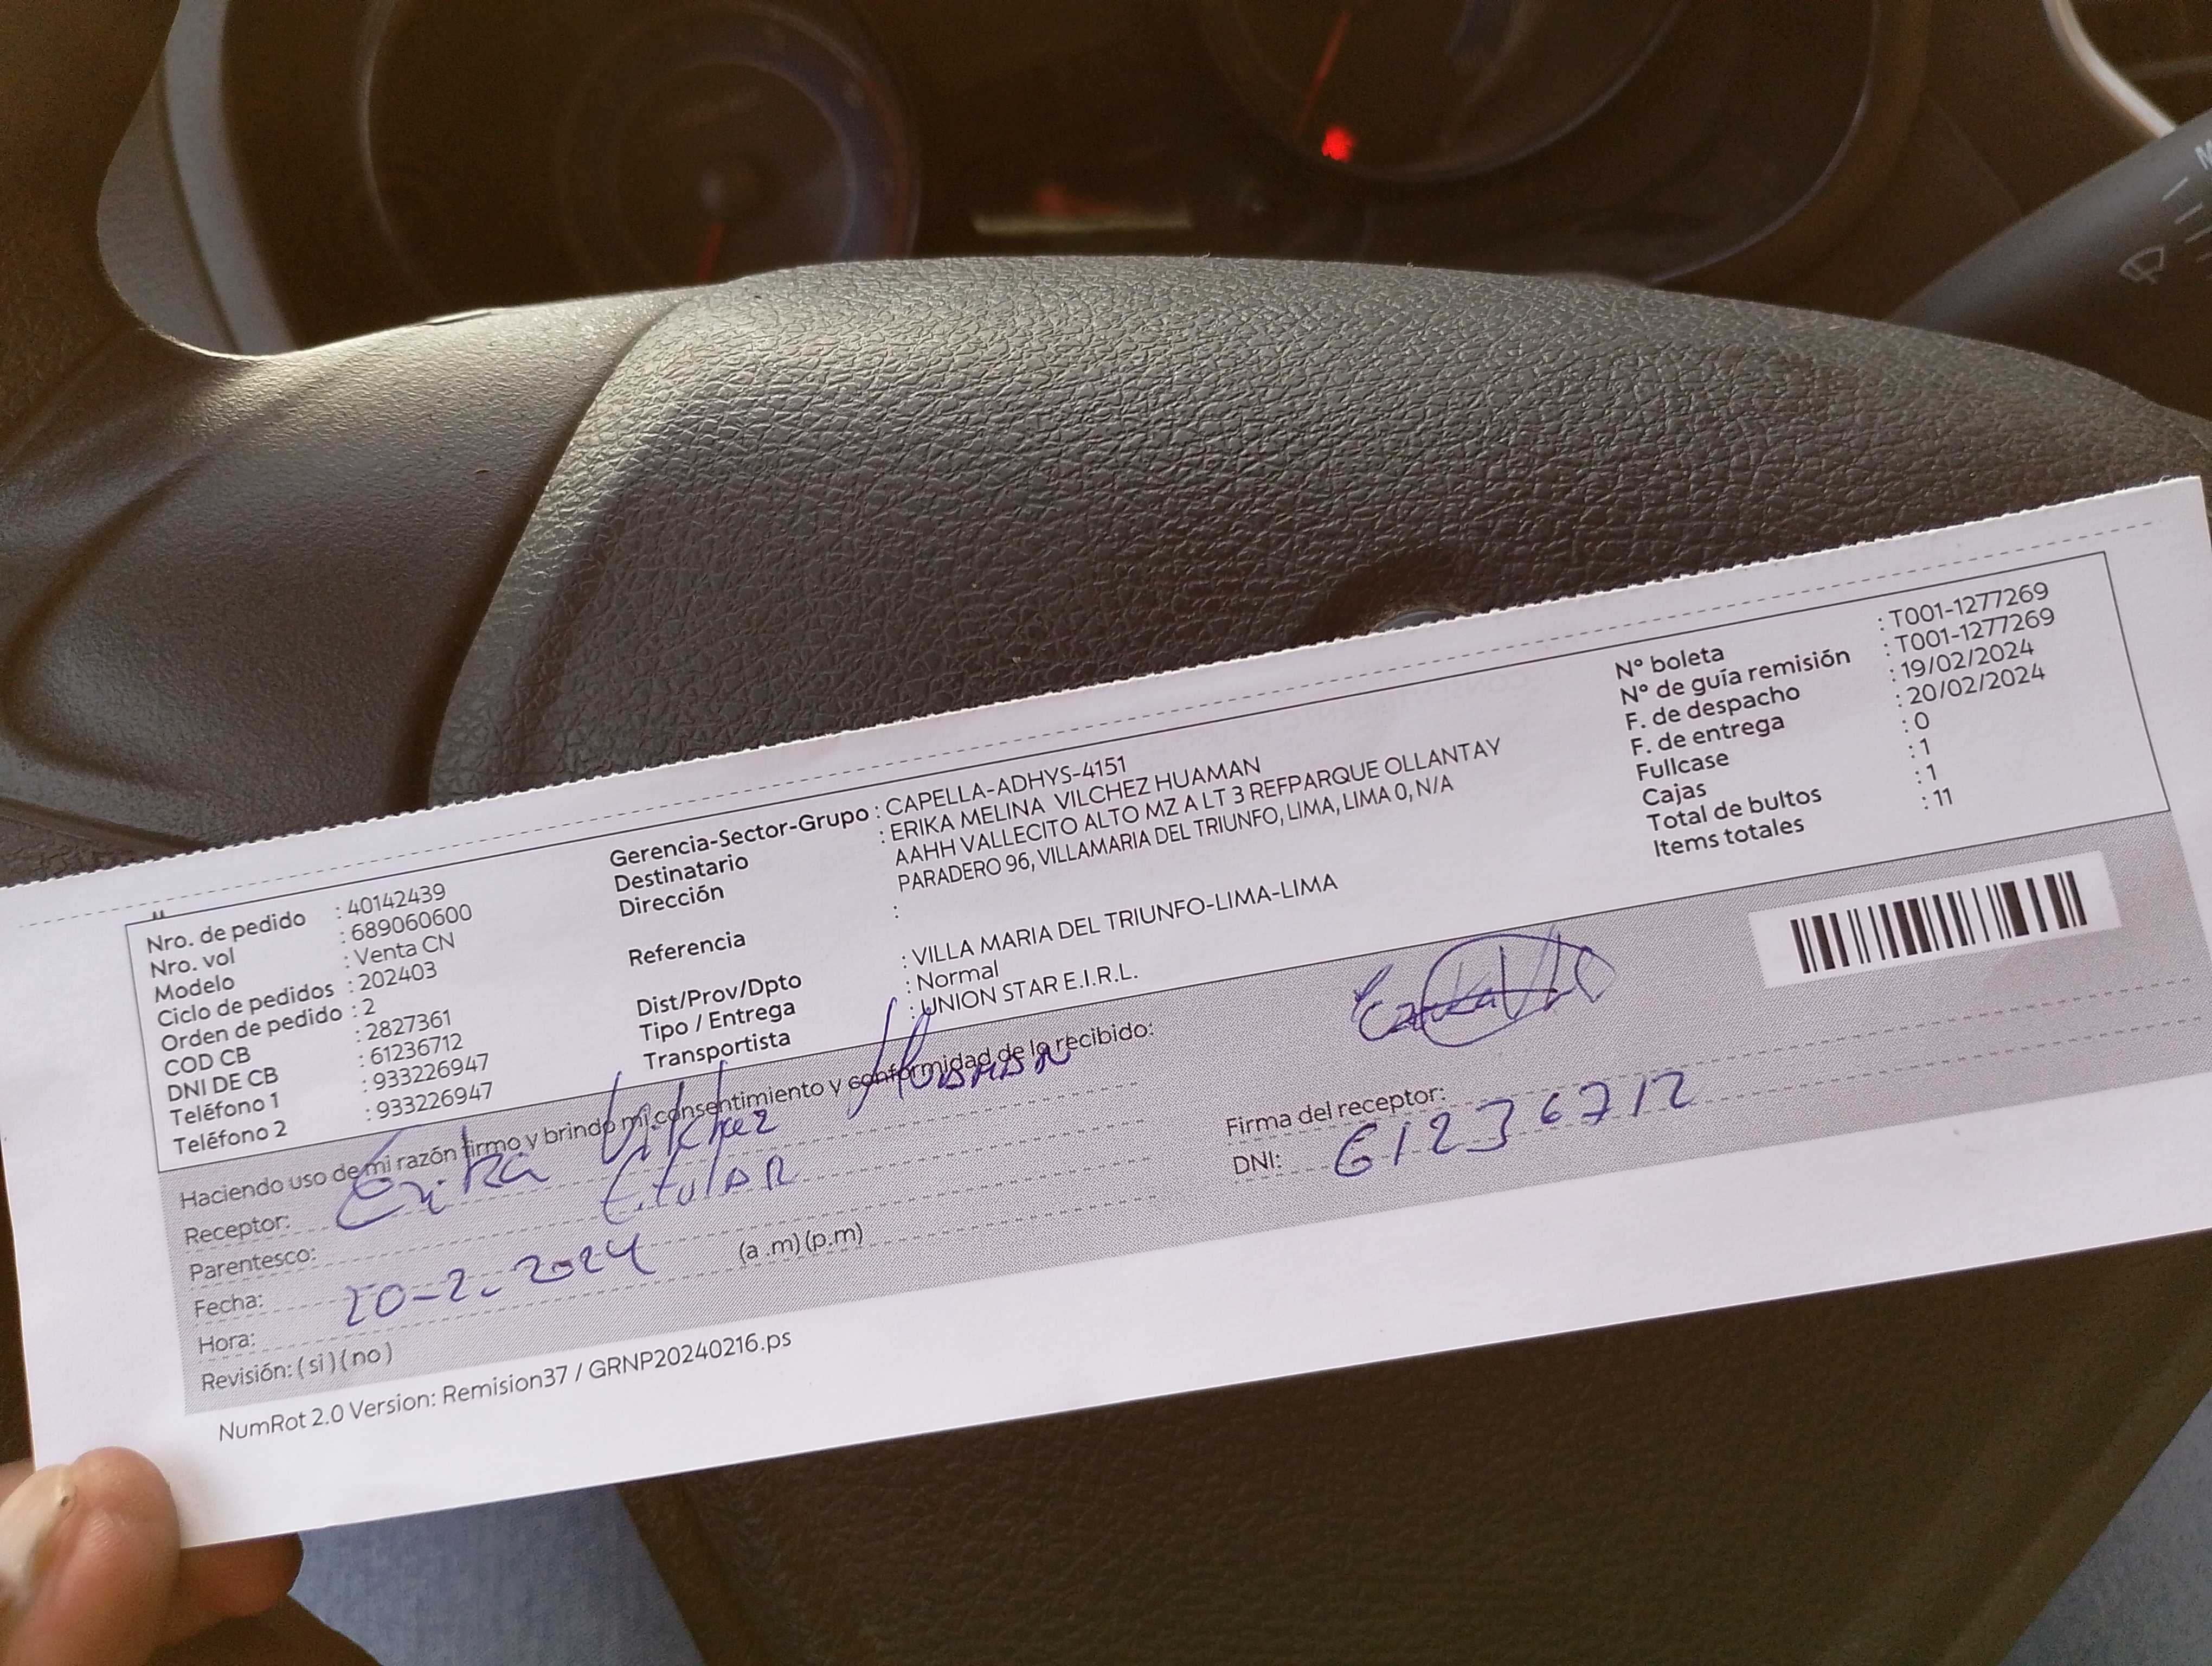 Nro. de pedido : 40142439
Nro. vol : 689060600
Modelo : Venta CN
Ciclo de pedidos : 202403
Orden de pedido : 2
COD CB : 2827361
DNI DE CB : 61236712
Teléfono 1 : 933226947
Teléfono 2 : 933226947
Gerencia-Sector-Grupo : CAPELLA-ADHYS-4151
Destinatario : ERIKA MELINA VILCHEZ HUAMAN
Dirección AAHH VALLECITO ALTO MZ A LT 3 REFPARQUE OLLANTAY
PARADERO 96, VILLAMARIA DEL TRIUNFO, LIMA, LIMA 0, N/A
Referencia :
Dist/Prov/Dpto : VILLA MARIA DEL TRIUNFO-LIMA-LIMA
Tipo / Entrega : Normal
Transportista : UNION STAR E.I.R.L.
N° boleta : T001-1277269
N° de guía remisión : T001-1277269
F. de despacho : 19/02/2024
F. de entrega : 20/02/2024
Fullcase : 0
Cajas : 1
Total de bultos : 1
Items totales : 11
Haciendo uso de mi razón firmo y brindo mi consentimiento y conformidad de lo recibido:
Receptor: Erika Vilchez Huaman
Parentesco: titular
Fecha: 20-2-2024
Hora: (a .m) (p.m)
Revisión: ( si ) ( no )
Firma del receptor:
DNI: 61236712
NumRot 2.0 Version: Remision37 / GRNP20240216.ps